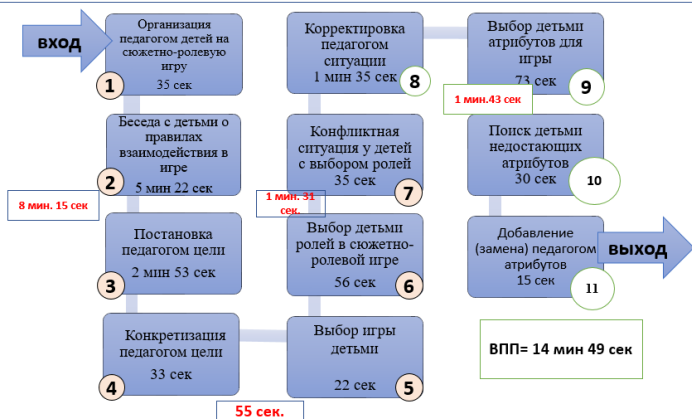 вход
Организация
педагогом детей на
сюжетно-ролевую
игру
35 сек
1
Беседа с детьми о
правилах
взаимодействия в
игре
5 мин 22 сек
2
8 мин. 15 сек
Постановка
педагогом цели
2 мин 53 сек
3
Конкретизация
педагогом цели
33 сек
4
55 сек.
Выбор игры
детьми
22 сек
5
Выбор детьми
ролей в сюжетно-
ролевой игре
56 сек
6
1 мин. 31
сек.
Конфликтная
ситуация у детей
с выбором ролей
35 сек
7
Корректировка
педагогом
ситуации
1 мин 35 сек
8
Выбор детьми
атрибутов для
игры
73 сек
9
1 мин.43 сек
Поиск детьми
недостающих
атрибутов
30 сек
10
Добавление
(замена) педагогом
атрибутов
15 сек
11
выход
ВПП= 14 мин 49 сек